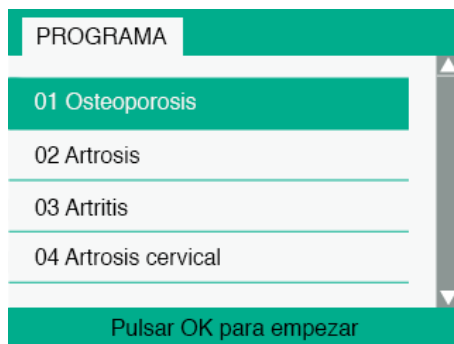 PROGRAMA
01 Osteoporosis
02 Artrosis
03 Artritis
04 Artrosis cervical
Pulsar OK para empezar